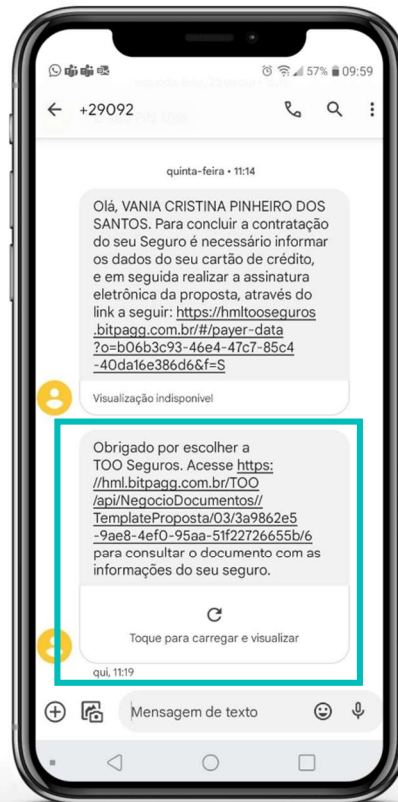 57% 09:59
+29092
quinta-feira • 11:14
Olá, VANIA CRISTINA PINHEIRO DOS
SANTOS. Para concluir a contratação
do seu Seguro é necessário informar
os dados do seu cartão de crédito,
e em seguida realizar a assinatura
eletrônica da proposta, através do
link a seguir: https://hmltooseguros
.bitpagg.com.br/#/payer-data
?o=b06b3c93-46e4-47c7-85c4
-40da16e386d6&f=S
Visualização indisponível
Obrigado por escolher a
TOO Seguros. Acesse https:
//hml.bitpagg.com.br/TOO
/api/NegocioDocumentos//
TemplateProposta/03/3a9862e5
-9ae8-4ef0-95aa-51f22726655b/6
para consultar o documento com as
informações do seu seguro.
Toque para carregar e visualizar
qui, 11:19
Mensagem de texto